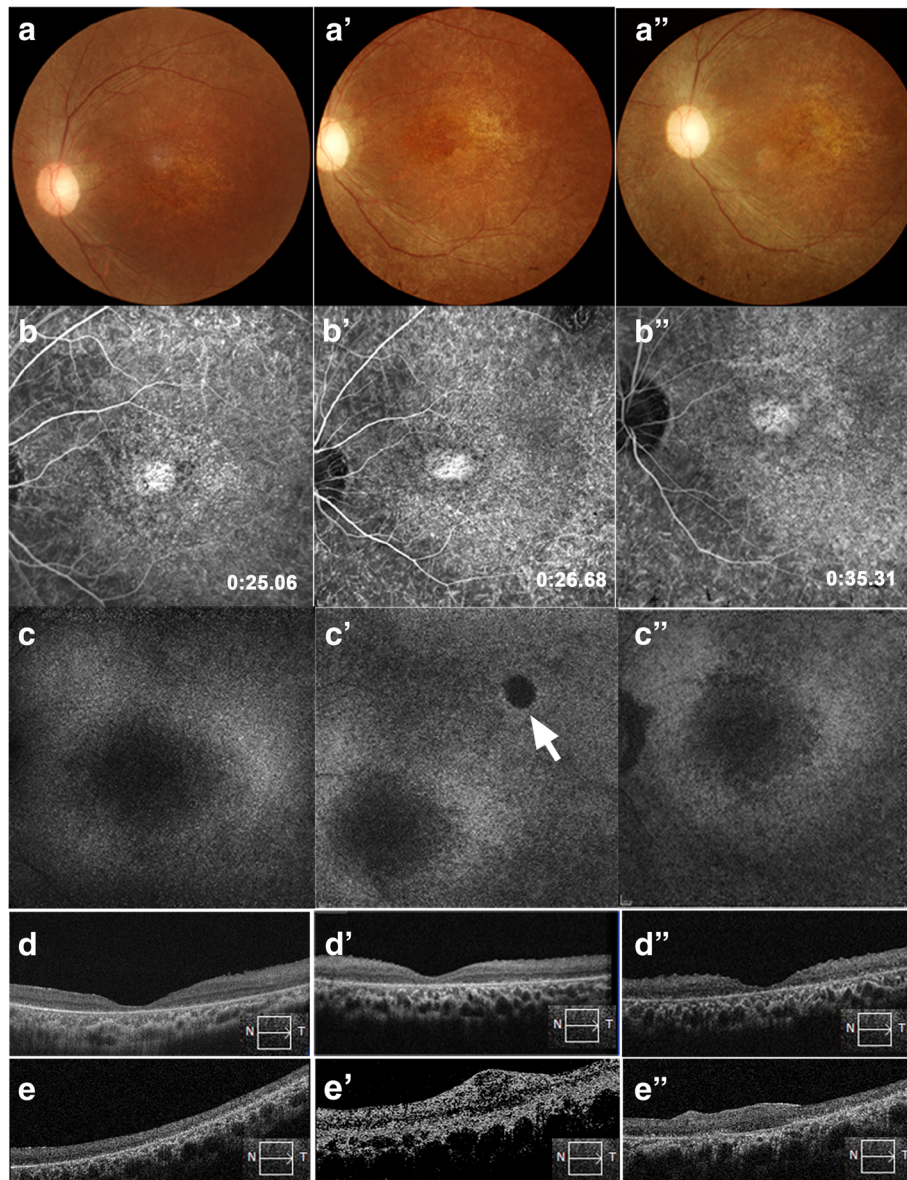 a a’ a”
b b’ b”
0:25.06 0:26.68 0:35.31
c c’ c”
d d’ d”
N T N T N T
e e’ e”
N T N T N T